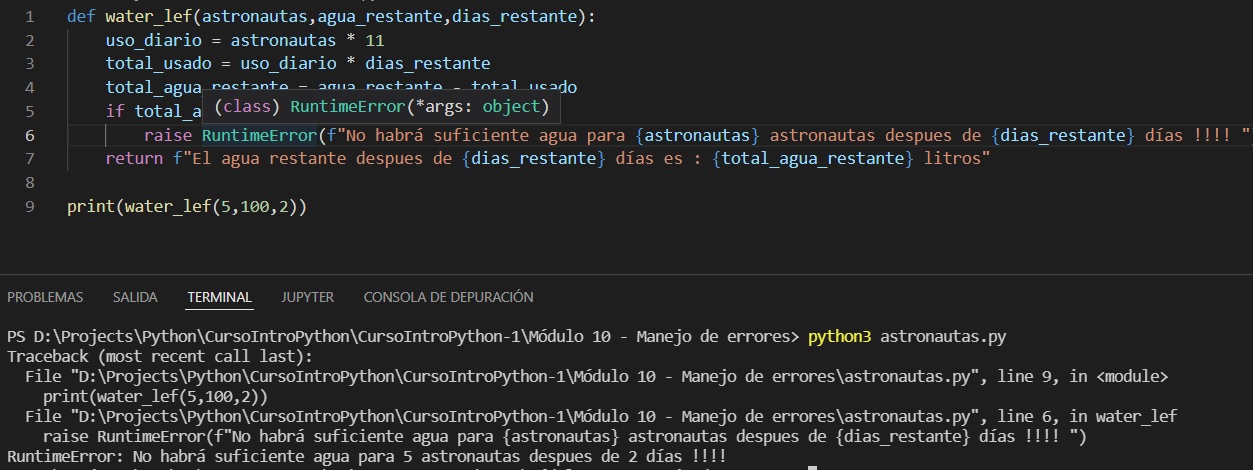 1 def water_lef(astronautas,agua_restante,dias_restante):
2 uso_diario = astronautas * 11
3 total_usado = uso_diario * dias_restante
4 total_agua_restante = agua_restante - total_usado
(class) RuntimeError(*args: object)
5 if total_a
6 raise RuntimeError(f"No habrá suficiente agua para {astronautas} astronautas despues de {dias_restante} días !!!! "
7 return f"El agua restante despues de {dias_restante} días es : {total_agua_restante} litros"
8
9 print(water_lef(5,100,2))
PROBLEMAS SALIDA TERMINAL JUPYTER CONSOLA DE DEPURACIÓN
PS D:\Projects\Python\CursoIntroPython\CursoIntroPython-1\Módulo 10 - Manejo de errores> python3 astronautas.py
Traceback (most recent call last):
File "D:\Projects\Python\CursoIntroPython\CursoIntroPython-1\Módulo 10 - Manejo de errores\astronautas.py", line 9, in <module>
print(water_lef(5,100,2))
File "D:\Projects\Python\CursoIntroPython\CursoIntroPython-1\Módulo 10 - Manejo de errores\astronautas.py", line 6, in water_lef
raise RuntimeError(f"No habrá suficiente agua para {astronautas} astronautas despues de {dias_restante} días !!!! ")
RuntimeError: No habrá suficiente agua para 5 astronautas despues de 2 días !!!!